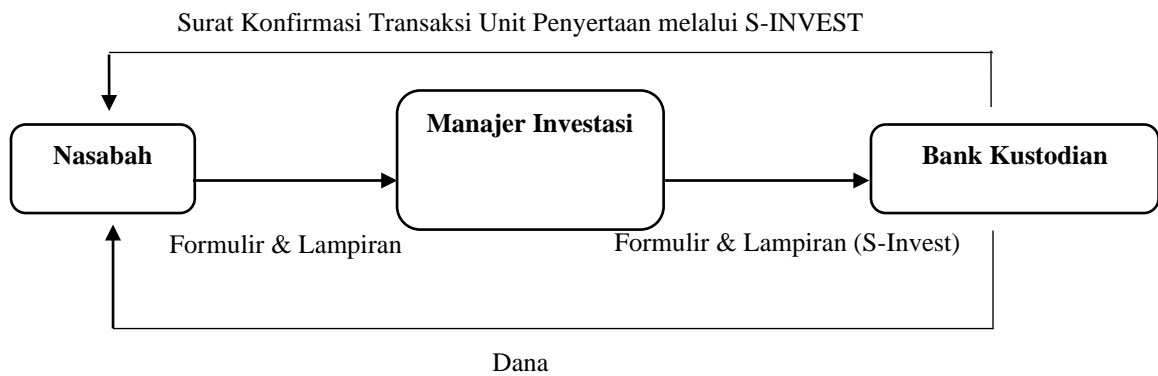 Surat Konfirmasi Transaksi Unit Penyertaan melalui S-INVEST
Nasabah
Manajer Investasi
Bank Kustodian
Formulir & Lampiran
Formulir & Lampiran (S-Invest)
Dana